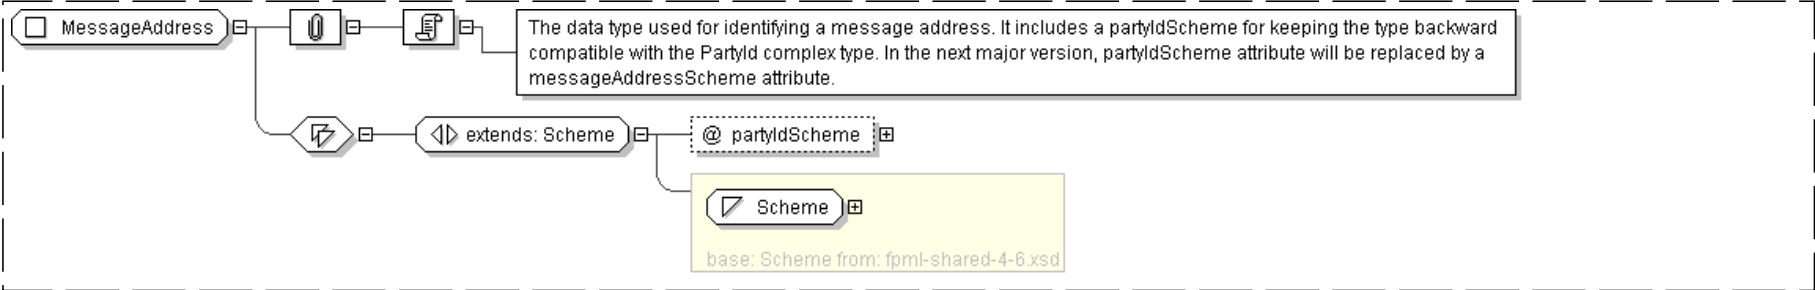 MessageAddress
The data type used for identifying a message address. It includes a partyIdScheme for keeping the type backward
compatible with the PartyId complex type. In the next major version, partyIdScheme attribute will be replaced by a
messageAddressScheme attribute.
extends: Scheme
@ partyIdScheme
Scheme
base: Scheme from: fpml-shared-4-6.xsd